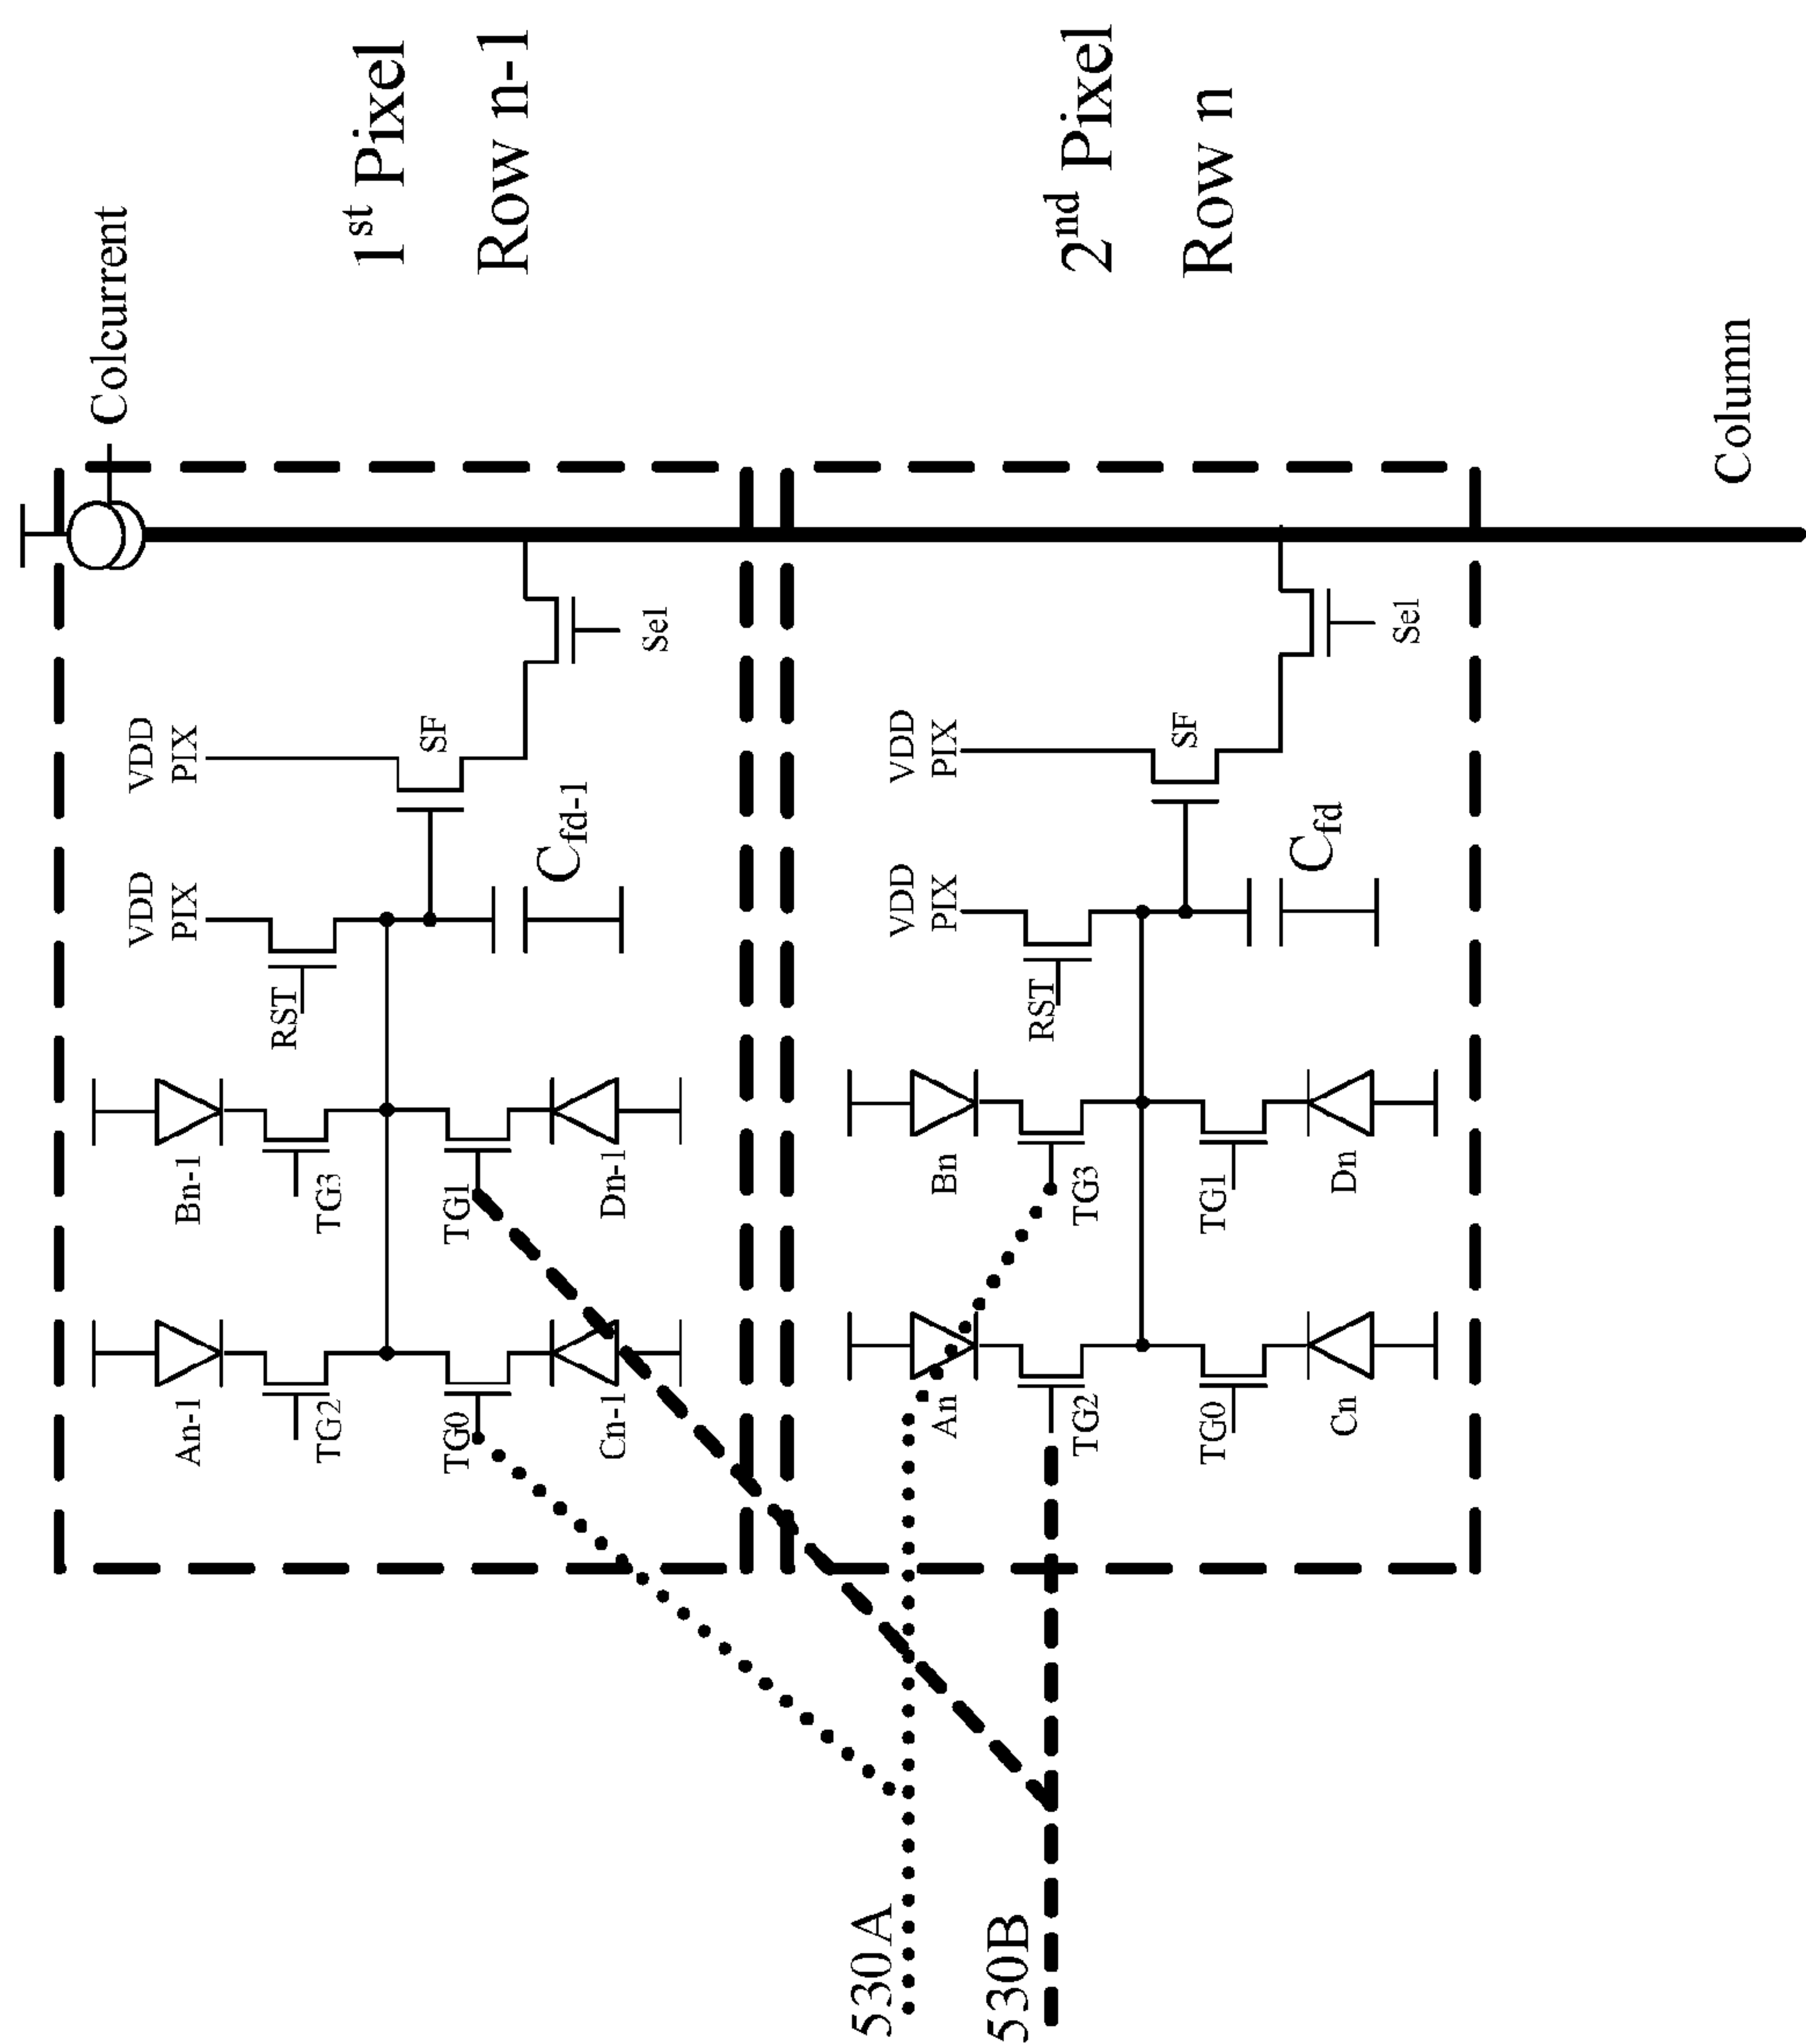 Colcurrent
1st Pixel
Row n-1
VDD
PIX
VDD
PIX
SF
Sel
RST
Cfd-1
Bn-1
TG3
TG1
Dn-1
An-1
TG2
TG0
Cn-1
2nd Pixel
Row n
VDD
PIX
VDD
PIX
SF
Sel
RST
Cfd
Bn
TG3
TG1
Dn
An
TG2
TG0
Cn
530A
530B
Column